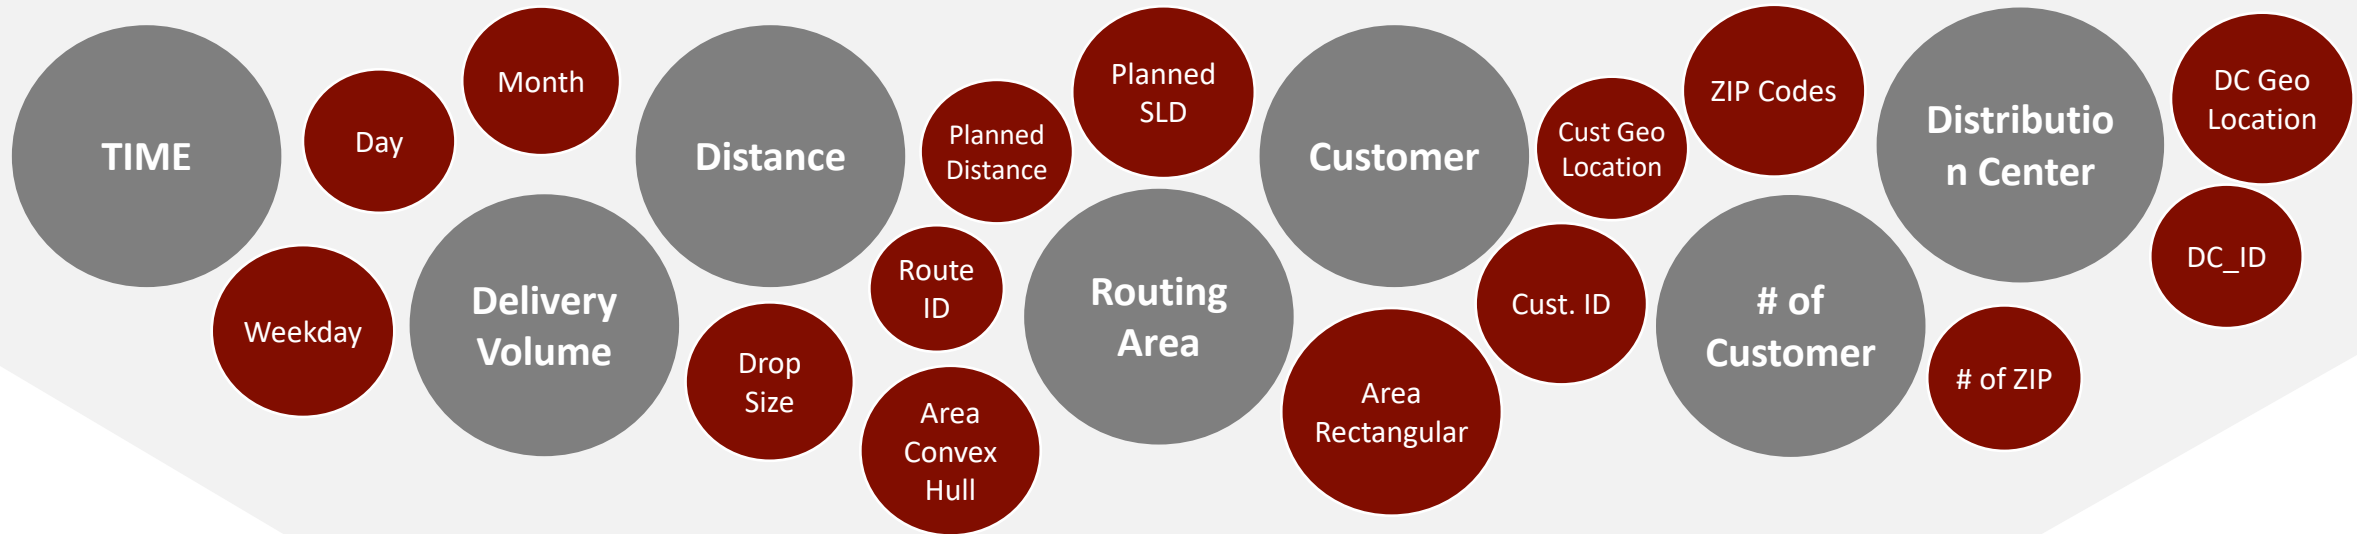 TIME
Day
Month
Weekday
Delivery
Volume
Distance
Drop
Size
Planned
Distance
Planned
SLD
Route
ID
Area
Convex
Hull
Routing
Area
Area
Rectangular
Customer
Cust Geo
Location
Cust. ID
ZIP Codes
# of
Customer
# of ZIP
Distributio
n Center
DC Geo
Location
DC_ID